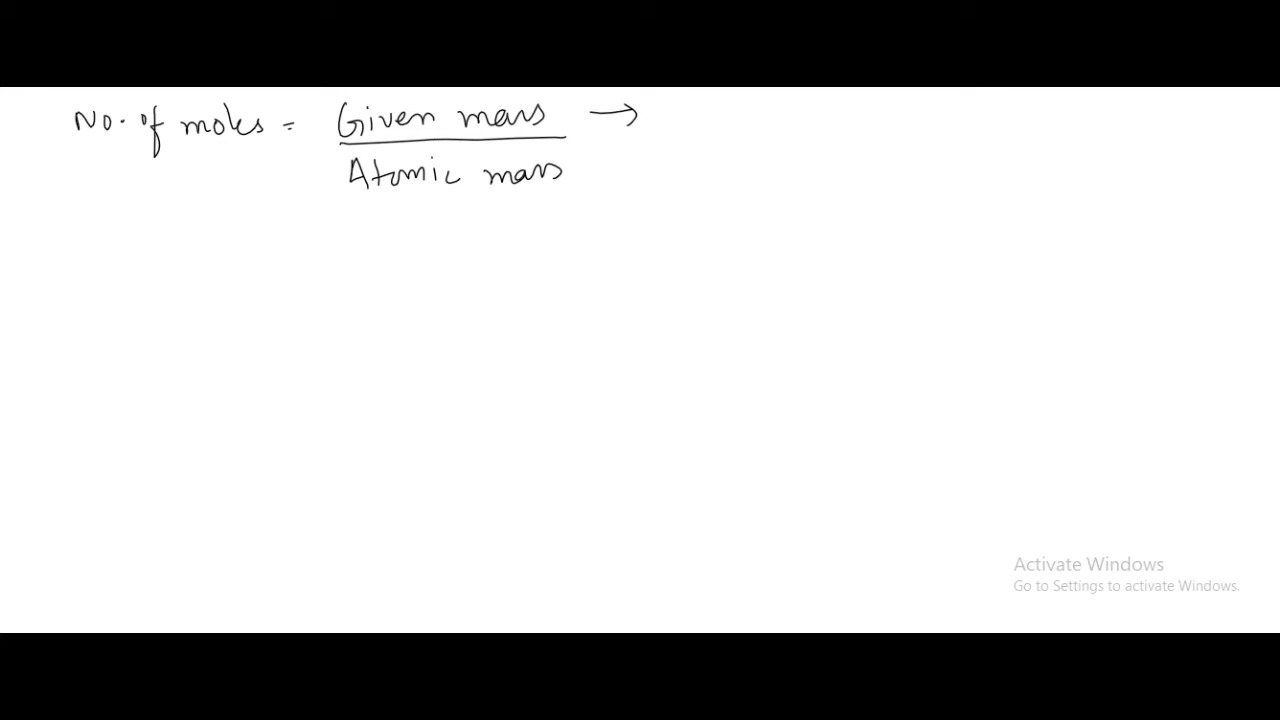 No. of moles = Given mass →
Atomic mass
Activate Windows
Go to Settings to activate Windows.